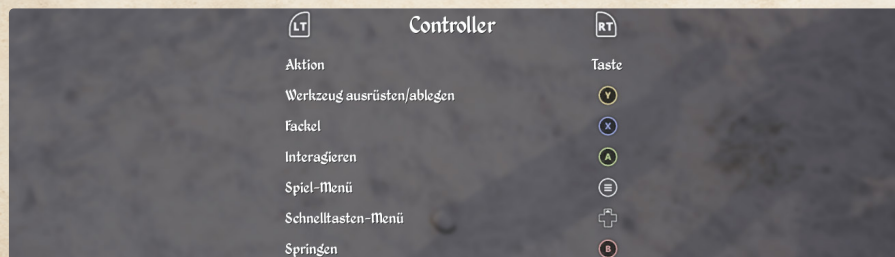 LT Controller RT
Aktion Taste
Werkzeug ausrüsten/ablegen Y
Fackel X
Interagieren A
Spiel-Menü
Schnelltasten-Menü
Springen B